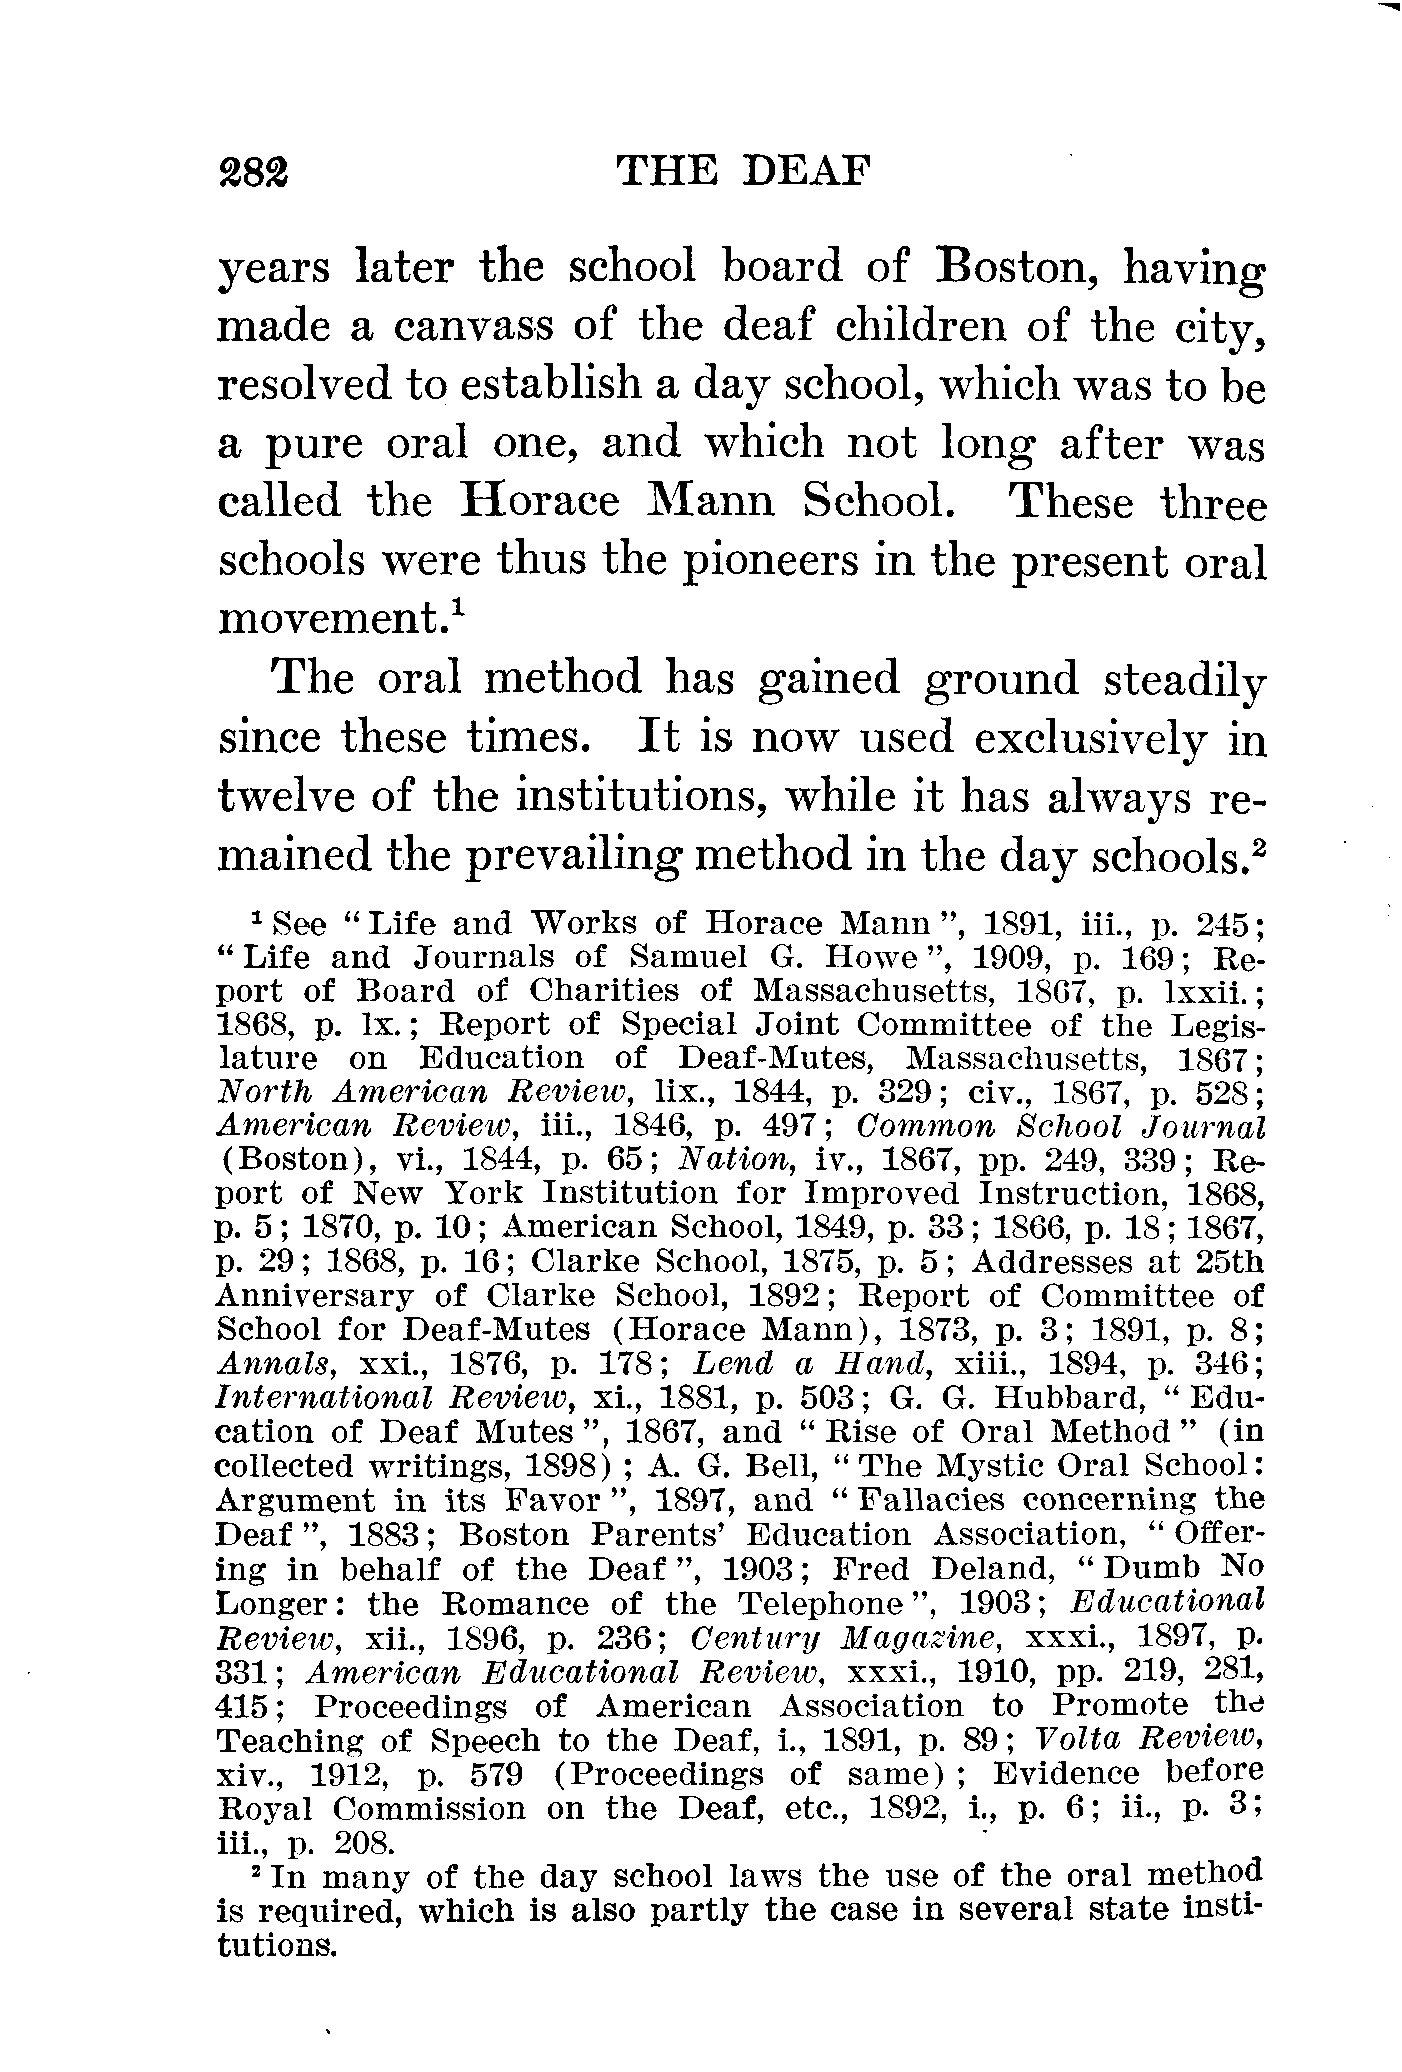 282 THE DEAF
years later the school board of Boston, having
made a canvass of the deaf children of the city,
resolved to establish a day school, which was to be
a pure oral one, and which not long after was
called the Horace Mann School. These three
schools were thus the pioneers in the present oral
movement.¹
The oral method has gained ground steadily
since these times. It is now used exclusively in
twelve of the institutions, while it has always re-
mained the prevailing method in the day schools.²
¹ See “Life and Works of Horace Mann”, 1891, iii., p. 245;
“Life and Journals of Samuel G. Howe”, 1909, p. 169; Re-
port of Board of Charities of Massachusetts, 1867, p. lxxii.;
1868, p. lx.; Report of Special Joint Committee of the Legis-
lature on Education of Deaf-Mutes, Massachusetts, 1867;
North American Review, lix., 1844, p. 329; civ., 1867, p. 528;
American Review, iii., 1846, p. 497; Common School Journal
(Boston), vi., 1844, p. 65; Nation, iv., 1867, pp. 249, 339; Re-
port of New York Institution for Improved Instruction, 1868,
p. 5; 1870, p. 10; American School, 1849, p. 33; 1866, p. 18; 1867,
p. 29; 1868, p. 16; Clarke School, 1875, p. 5; Addresses at 25th
Anniversary of Clarke School, 1892; Report of Committee of
School for Deaf-Mutes (Horace Mann), 1873, p. 3; 1891, p. 8;
Annals, xxi., 1876, p. 178; Lend a Hand, xiii., 1894, p. 346;
International Review, xi., 1881, p. 503; G. G. Hubbard, “Edu-
cation of Deaf Mutes”, 1867, and “Rise of Oral Method” (in
collected writings, 1898); A. G. Bell, “The Mystic Oral School:
Argument in its Favor”, 1897, and “Fallacies concerning the
Deaf”, 1883; Boston Parents’ Education Association, “Offer-
ing in behalf of the Deaf”, 1903; Fred Deland, “Dumb No
Longer: the Romance of the Telephone”, 1903; Educational
Review, xii., 1896, p. 236; Century Magazine, xxxi., 1897, p.
331; American Educational Review, xxxi., 1910, pp. 219, 281,
415; Proceedings of American Association to Promote the
Teaching of Speech to the Deaf, i., 1891, p. 89; Volta Review,
xiv., 1912, p. 579 (Proceedings of same); Evidence before
Royal Commission on the Deaf, etc., 1892, i., p. 6; ii., p. 3;
iii., p. 208.
² In many of the day school laws the use of the oral method
is required, which is also partly the case in several state insti-
tutions.